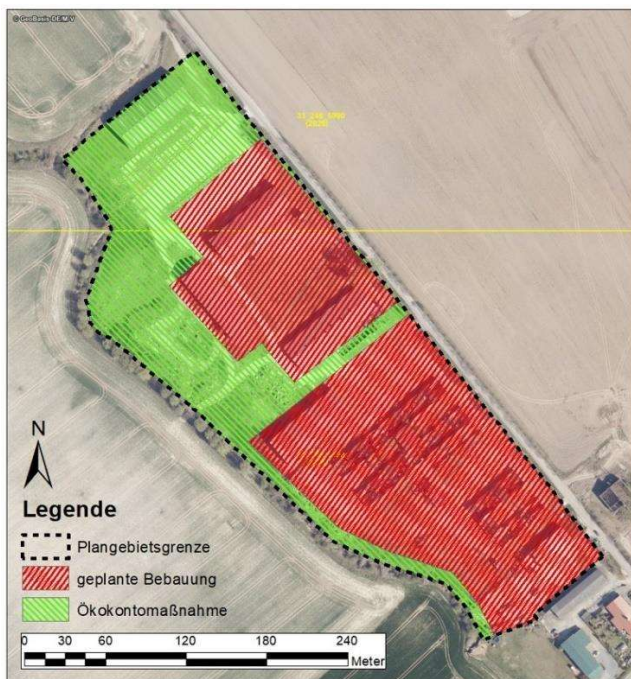 © GeoBasis-DE/M-V
N
Legende
Plangebietsgrenze
geplante Bebauung
Ökokontomaßnahme
0 30 60 120 180 240
Meter